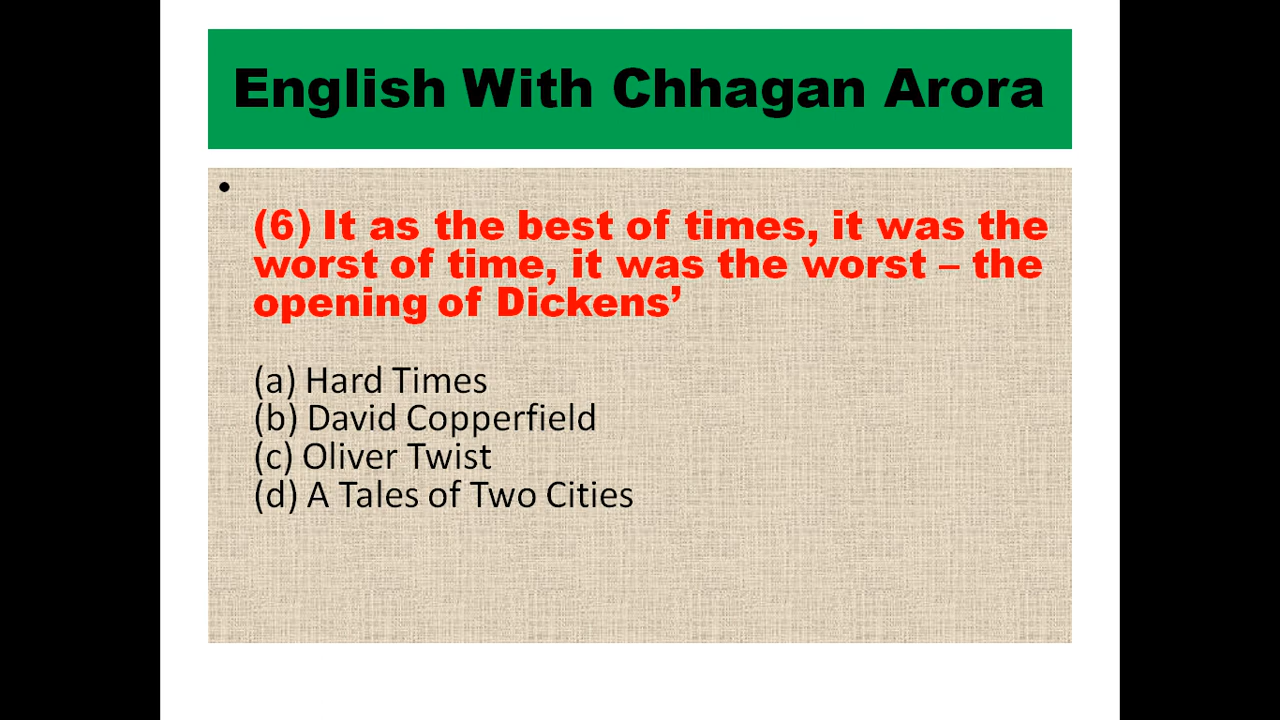 English With Chhagan Arora
(6) It as the best of times, it was the
worst of time, it was the worst – the
opening of Dickens’
(a) Hard Times
(b) David Copperfield
(c) Oliver Twist
(d) A Tales of Two Cities